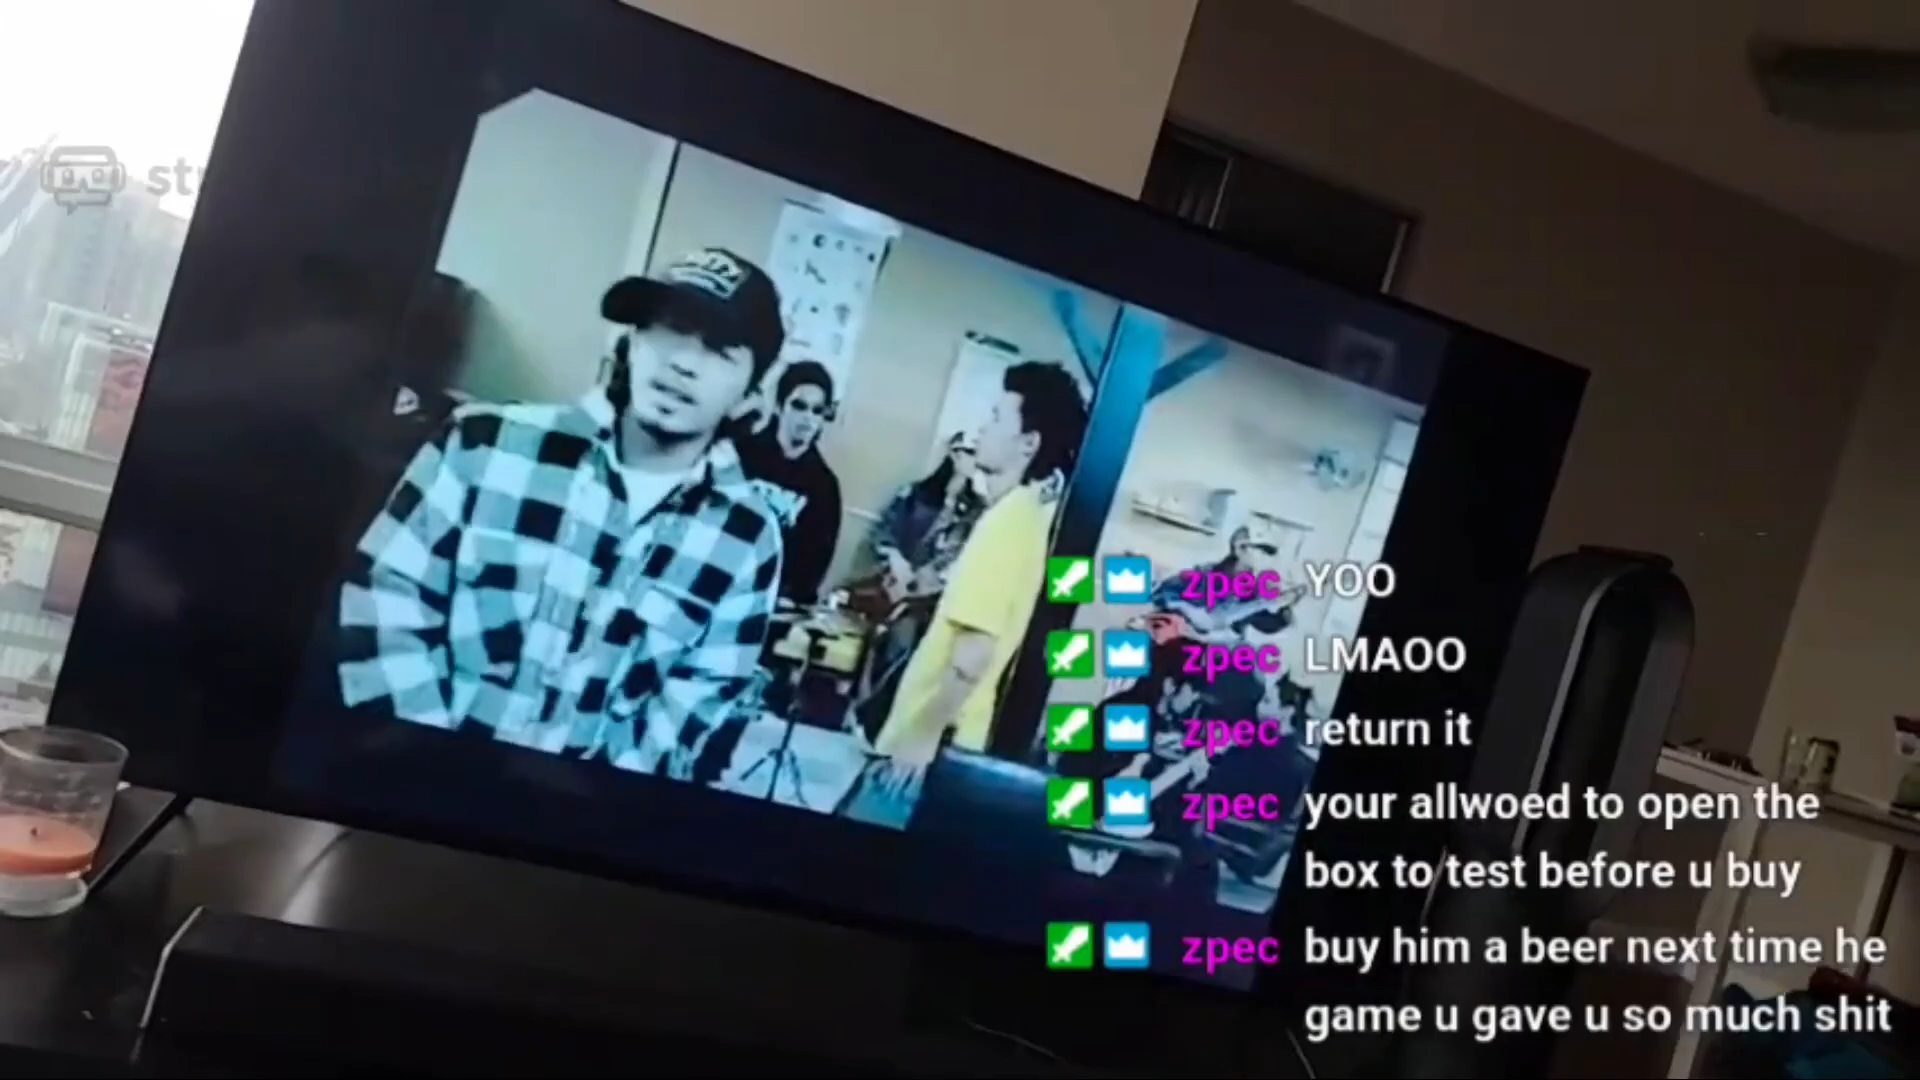 st
zpec YOO
zpec LMAOO
zpec return it
zpec your allwoed to open the
box to test before u buy
zpec buy him a beer next time he
game u gave u so much shit